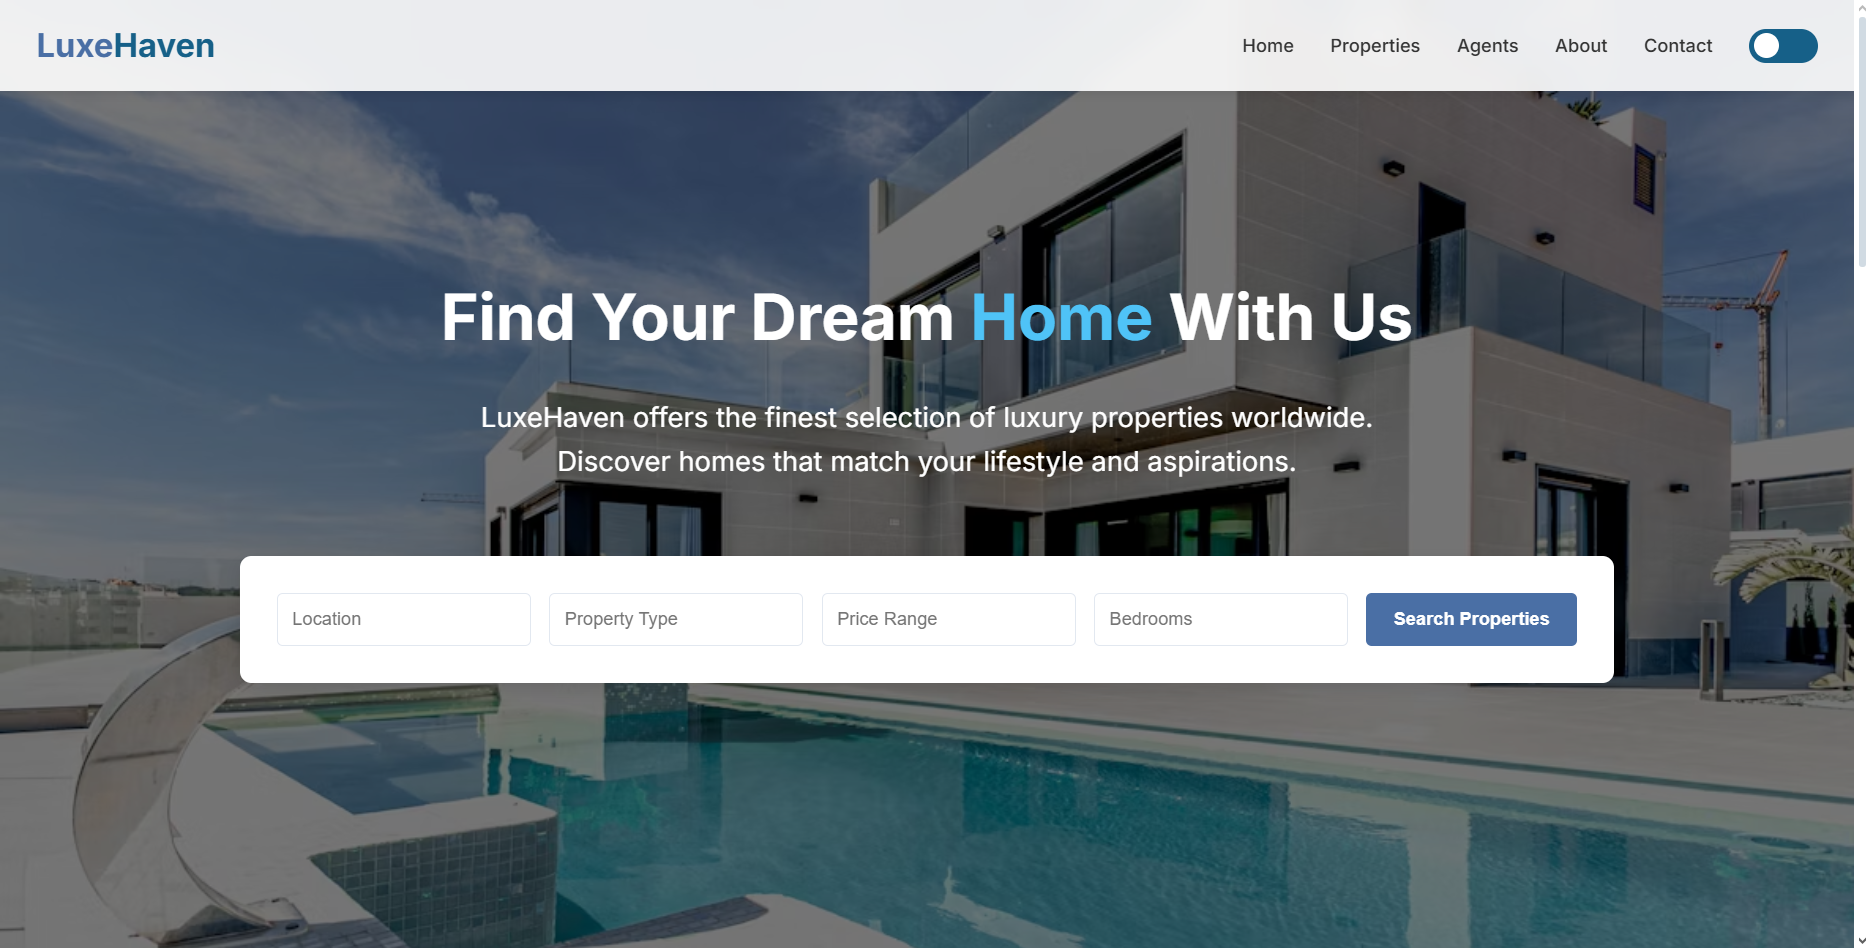 LuxeHaven
Home Properties Agents About Contact
Find Your Dream Home With Us
LuxeHaven offers the finest selection of luxury properties worldwide.
Discover homes that match your lifestyle and aspirations.
Location Property Type Price Range Bedrooms Search Properties